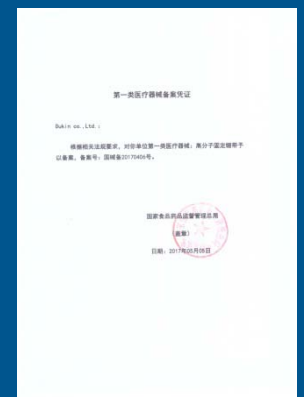 第一类医疗器械备案凭证
Bukin co.,Ltd.:
根据相关法规要求，对你单位第一类医疗器械：高分子固定绷带予
以备案，备案号：国械备20170406号。
国家食品药品监督管理总局
（盖章）
日期：2017年05月08日